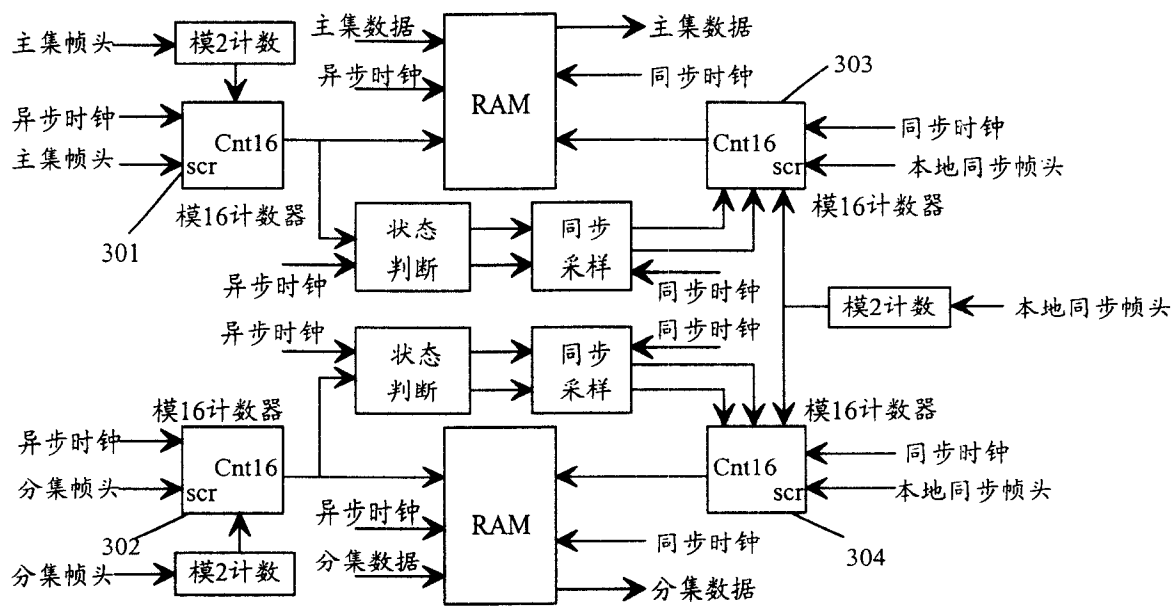 主集帧头
模2计数
主集数据
主集数据
异步时钟
同步时钟
RAM
303
异步时钟
主集帧头
Cnt16
scr
Cnt16
scr
同步时钟
本地同步帧头
301
模16计数器
模16计数器
状态
判断
同步
采样
异步时钟
同步时钟
模2计数
本地同步帧头
异步时钟
同步时钟
状态
判断
同步
采样
模16计数器
模16计数器
异步时钟
分集帧头
Cnt16
scr
Cnt16
scr
同步时钟
本地同步帧头
302
异步时钟
RAM
同步时钟
304
分集帧头
模2计数
分集数据
分集数据